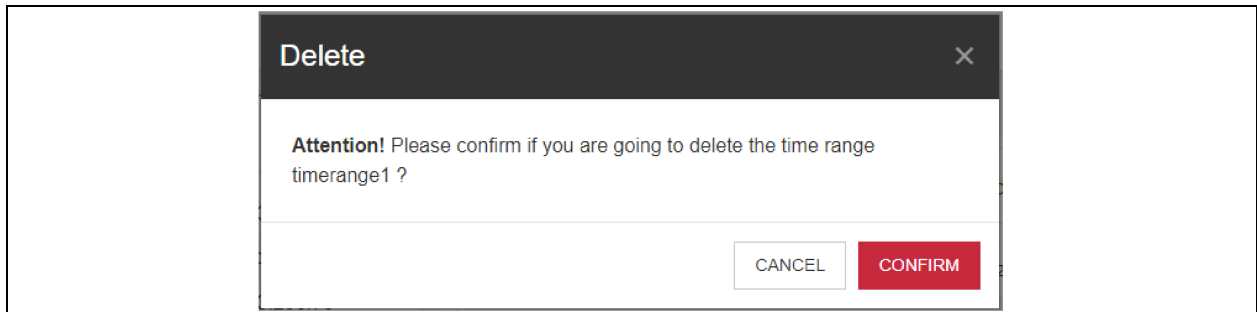 Delete
×
Attention! Please confirm if you are going to delete the time range
timerange1 ?
CANCEL CONFIRM